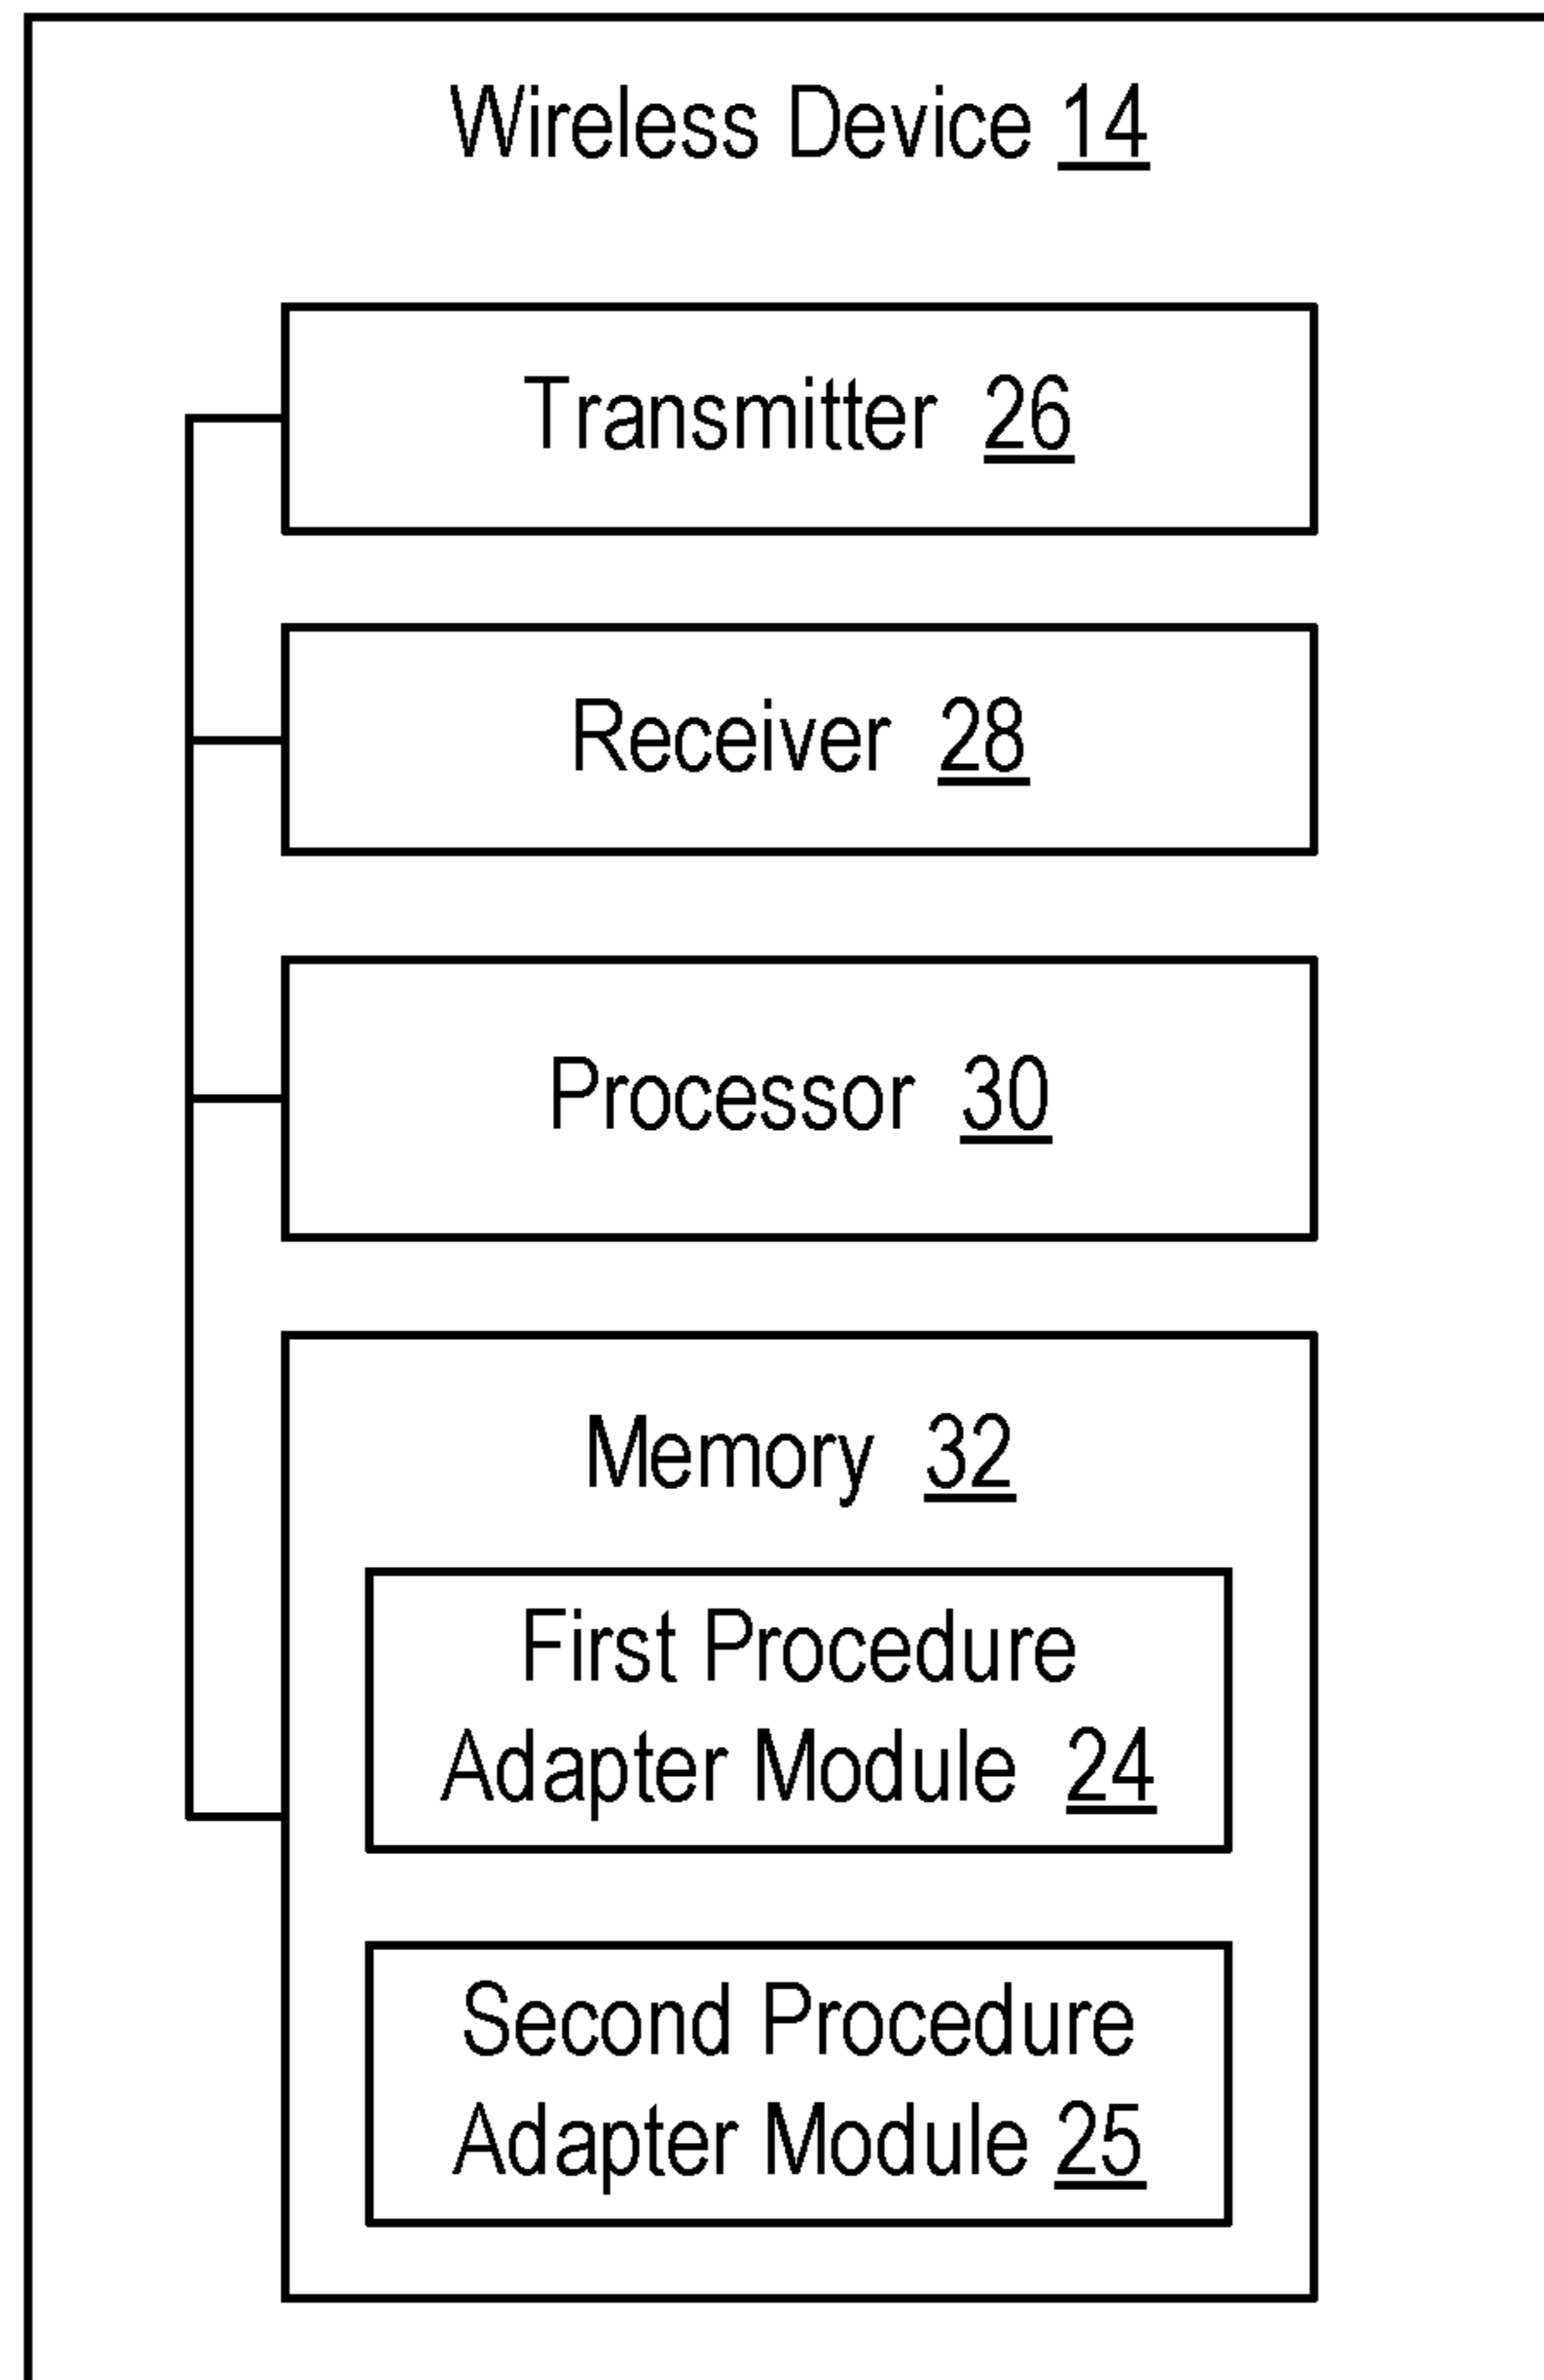 Wireless Device 14
Transmitter 26
Receiver 28
Processor 30
Memory 32
First Procedure
Adapter Module 24
Second Procedure
Adapter Module 25